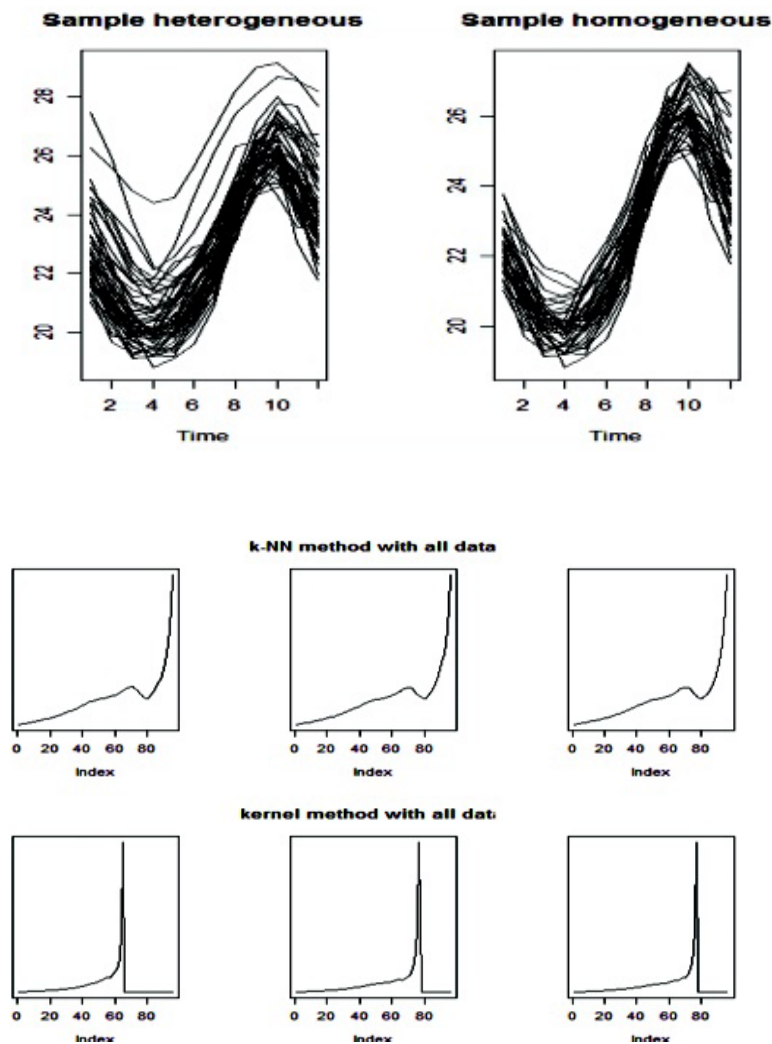 Sample heterogeneous
Sample homogeneous
28
26
24
22
20
2 4 6 8 10
Time
26
24
22
20
2 4 6 8 10
Time
k-NN method with all data
0 20 40 60 80
Index
0 20 40 60 80
Index
0 20 40 60 80
Index
kernel method with all data
0 20 40 60 80
Index
0 20 40 60 80
Index
0 20 40 60 80
Index